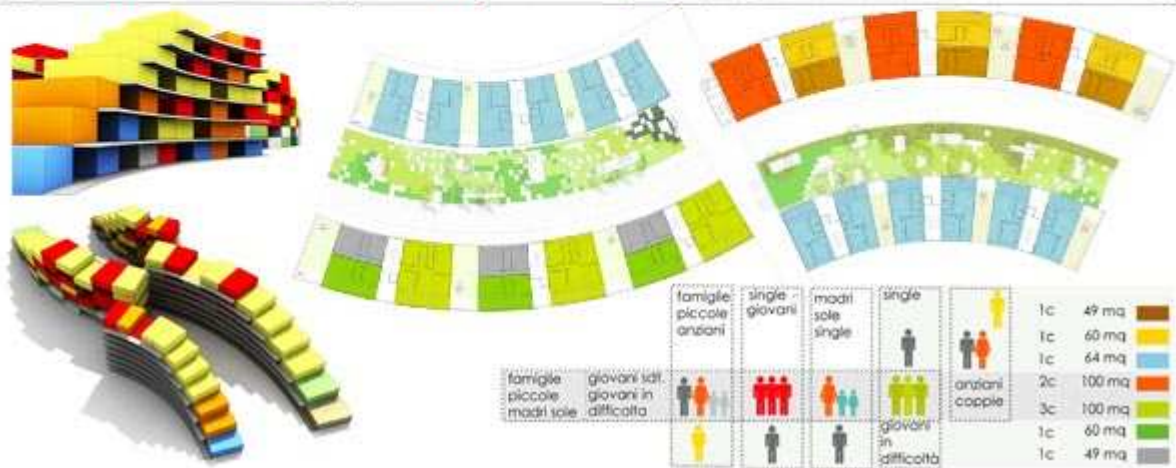 famiglie
piccole
anziani
single -
giovani
madri
sole
single
single
famiglie
piccole
madri sole
giovani sdt.
giovani in
difficolta
anziani
coppie
giovani
in
difficoltà
1c 49 mq
1c 60 mq
1c 64 mq
2c 100 mq
3c 100 mq
1c 60 mq
1c 49 mq